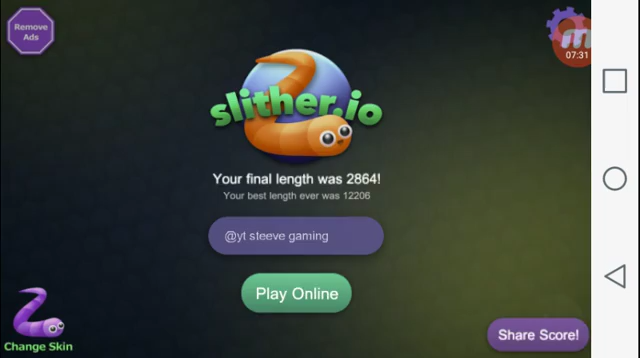 Remove
Ads
07:31
slither.io
Your final length was 2864!
Your best length ever was 12206
@yt steeve gaming
Play Online
Change Skin
Share Score!